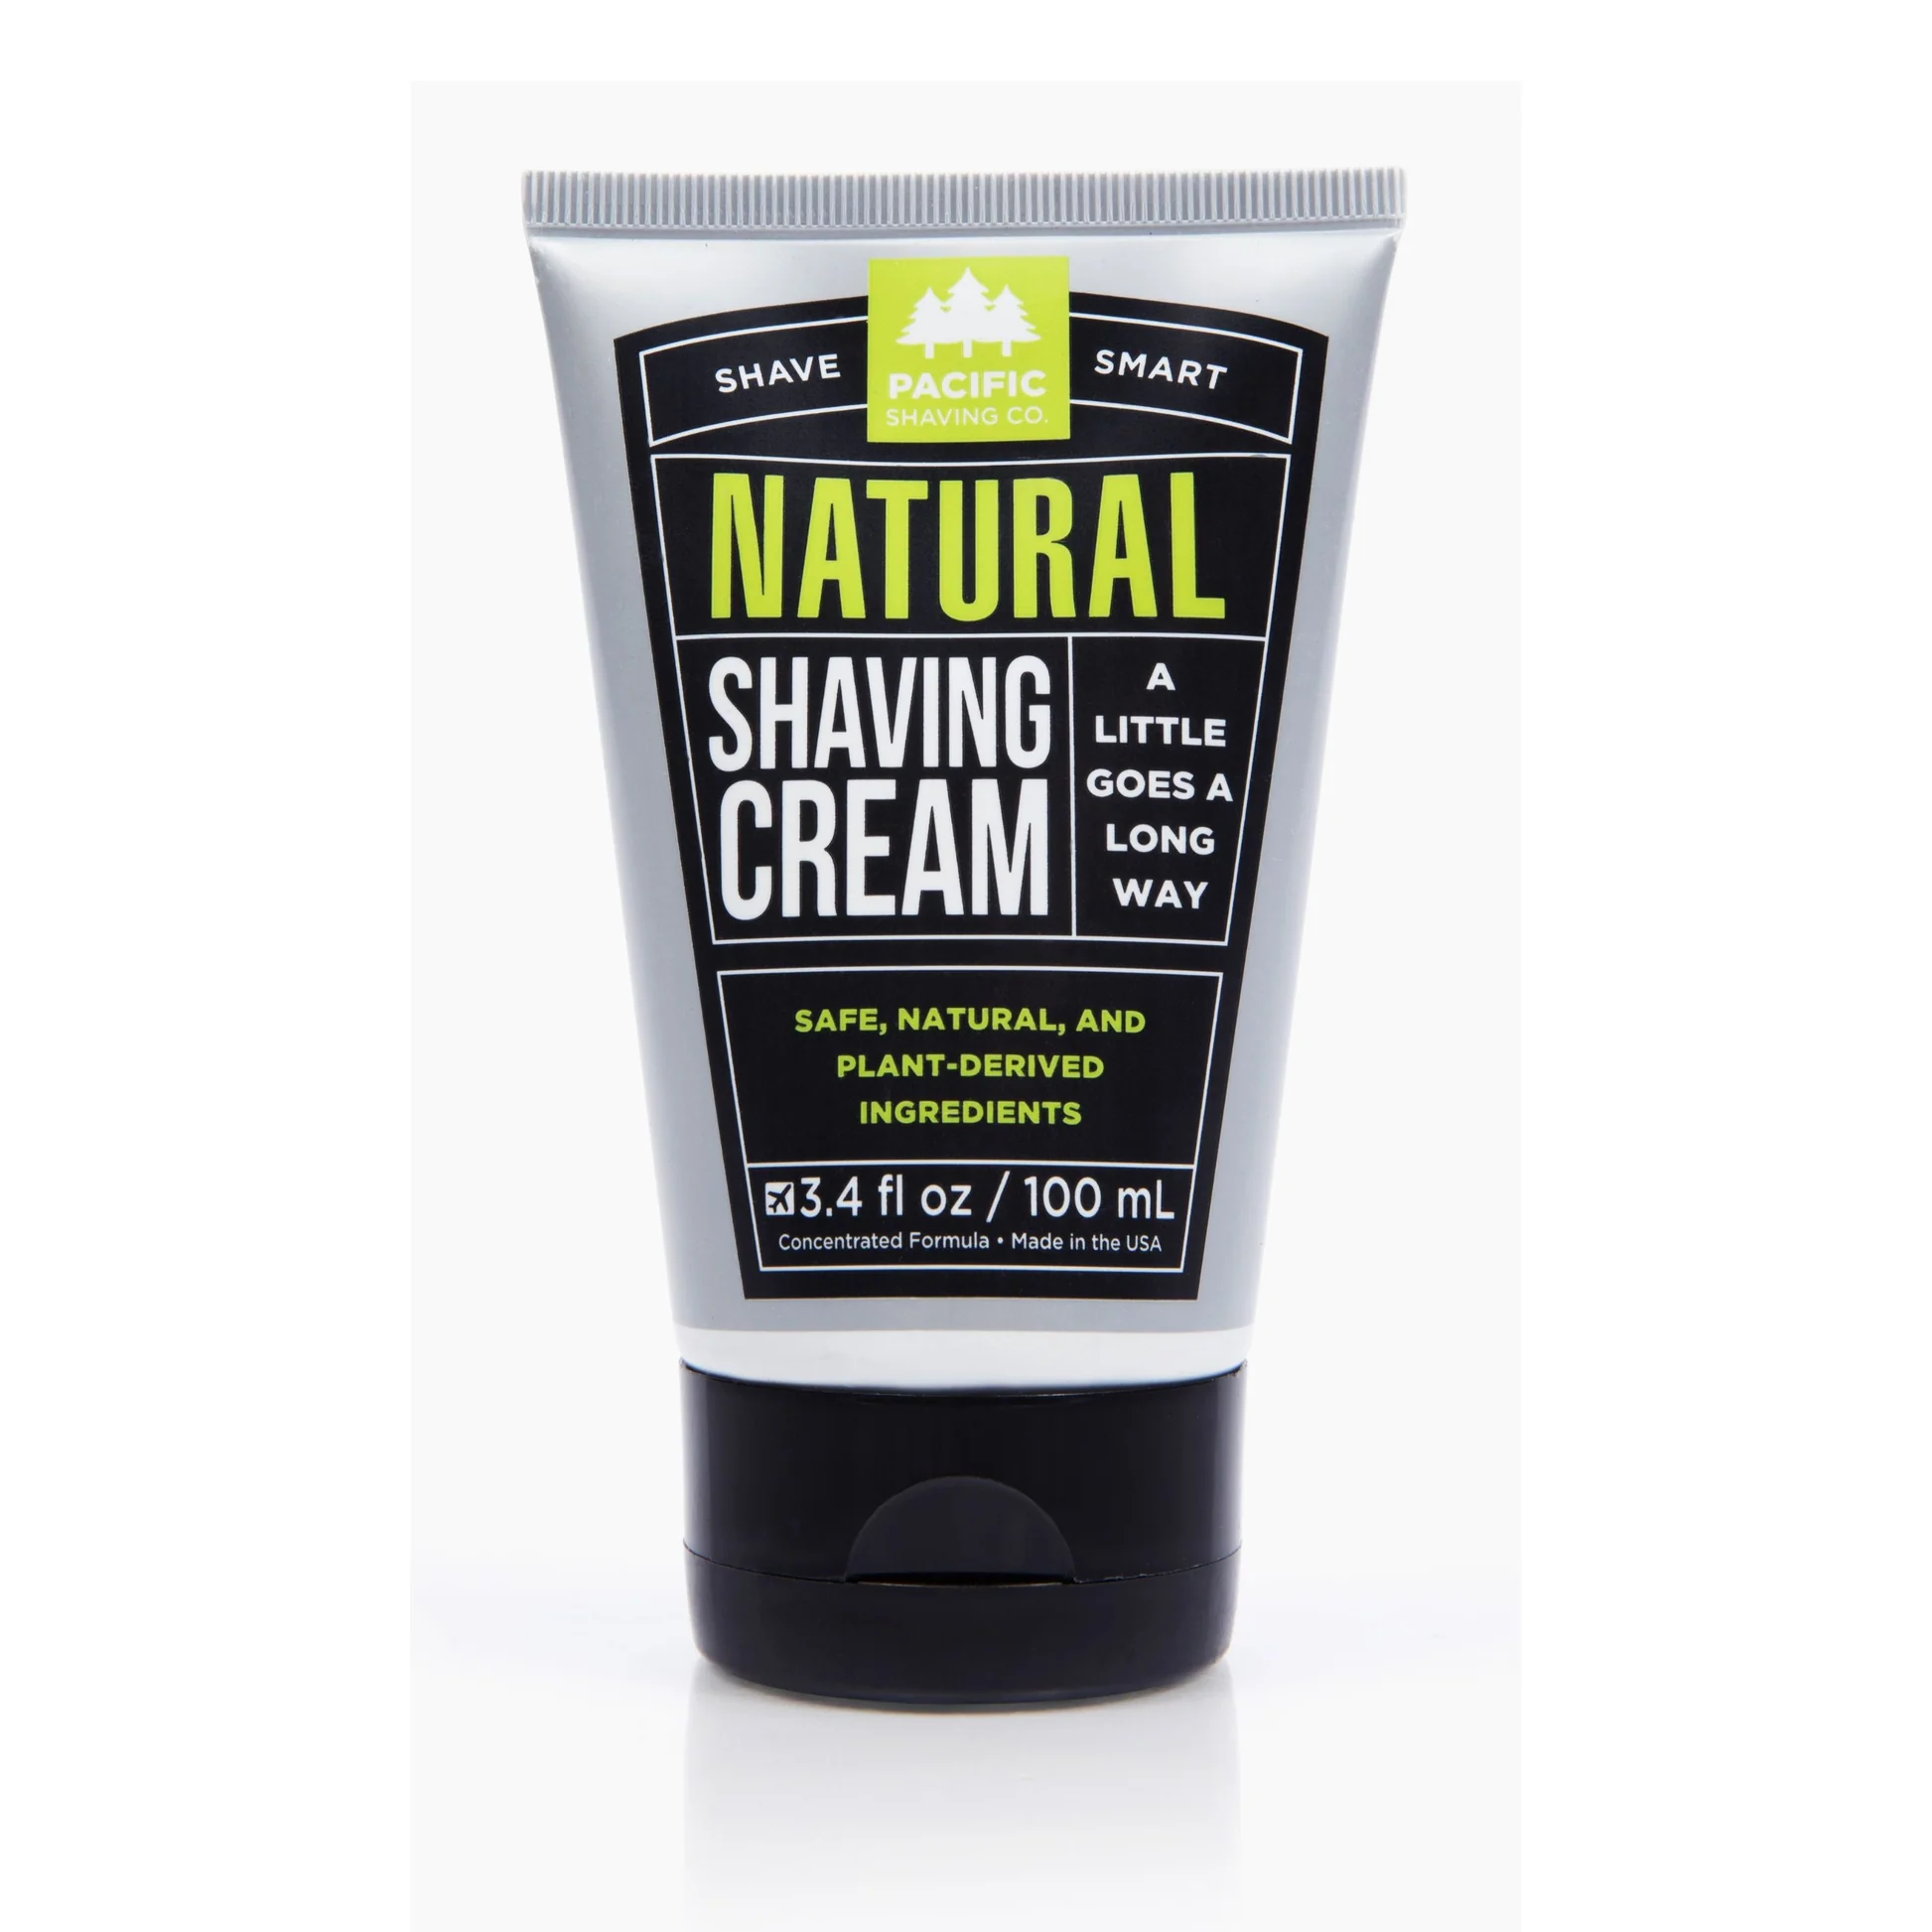 SHAVE
SMART
PACIFIC
SHAVING CO.
NATURAL
SHAVING
CREAM
A
LITTLE
GOES A
LONG
WAY
SAFE, NATURAL, AND
PLANT-DERIVED
INGREDIENTS
3.4 fl oz / 100 mL
Concentrated Formula • Made in the USA